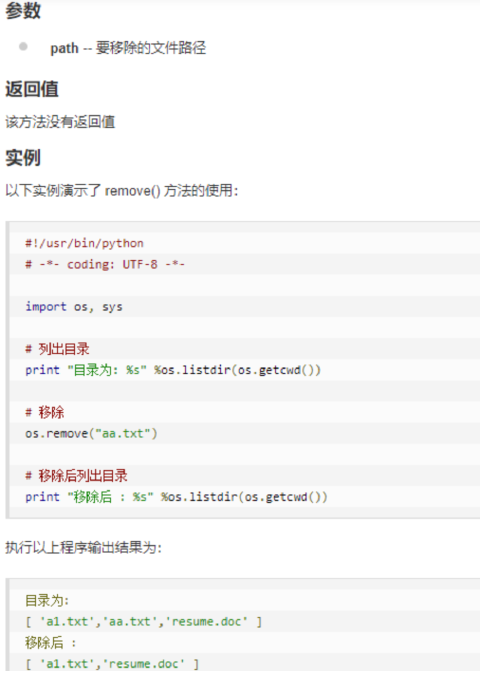 参数
path -- 要移除的文件路径
返回值
该方法没有返回值
实例
以下实例演示了 remove() 方法的使用：
#!/usr/bin/python
# -*- coding: UTF-8 -*-
import os, sys
# 列出目录
print "目录为: %s" %os.listdir(os.getcwd())
# 移除
os.remove("aa.txt")
# 移除后列出目录
print "移除后 : %s" %os.listdir(os.getcwd())
执行以上程序输出结果为：
目录为:
[ 'a1.txt','aa.txt','resume.doc' ]
移除后 :
[ 'a1.txt','resume.doc' ]